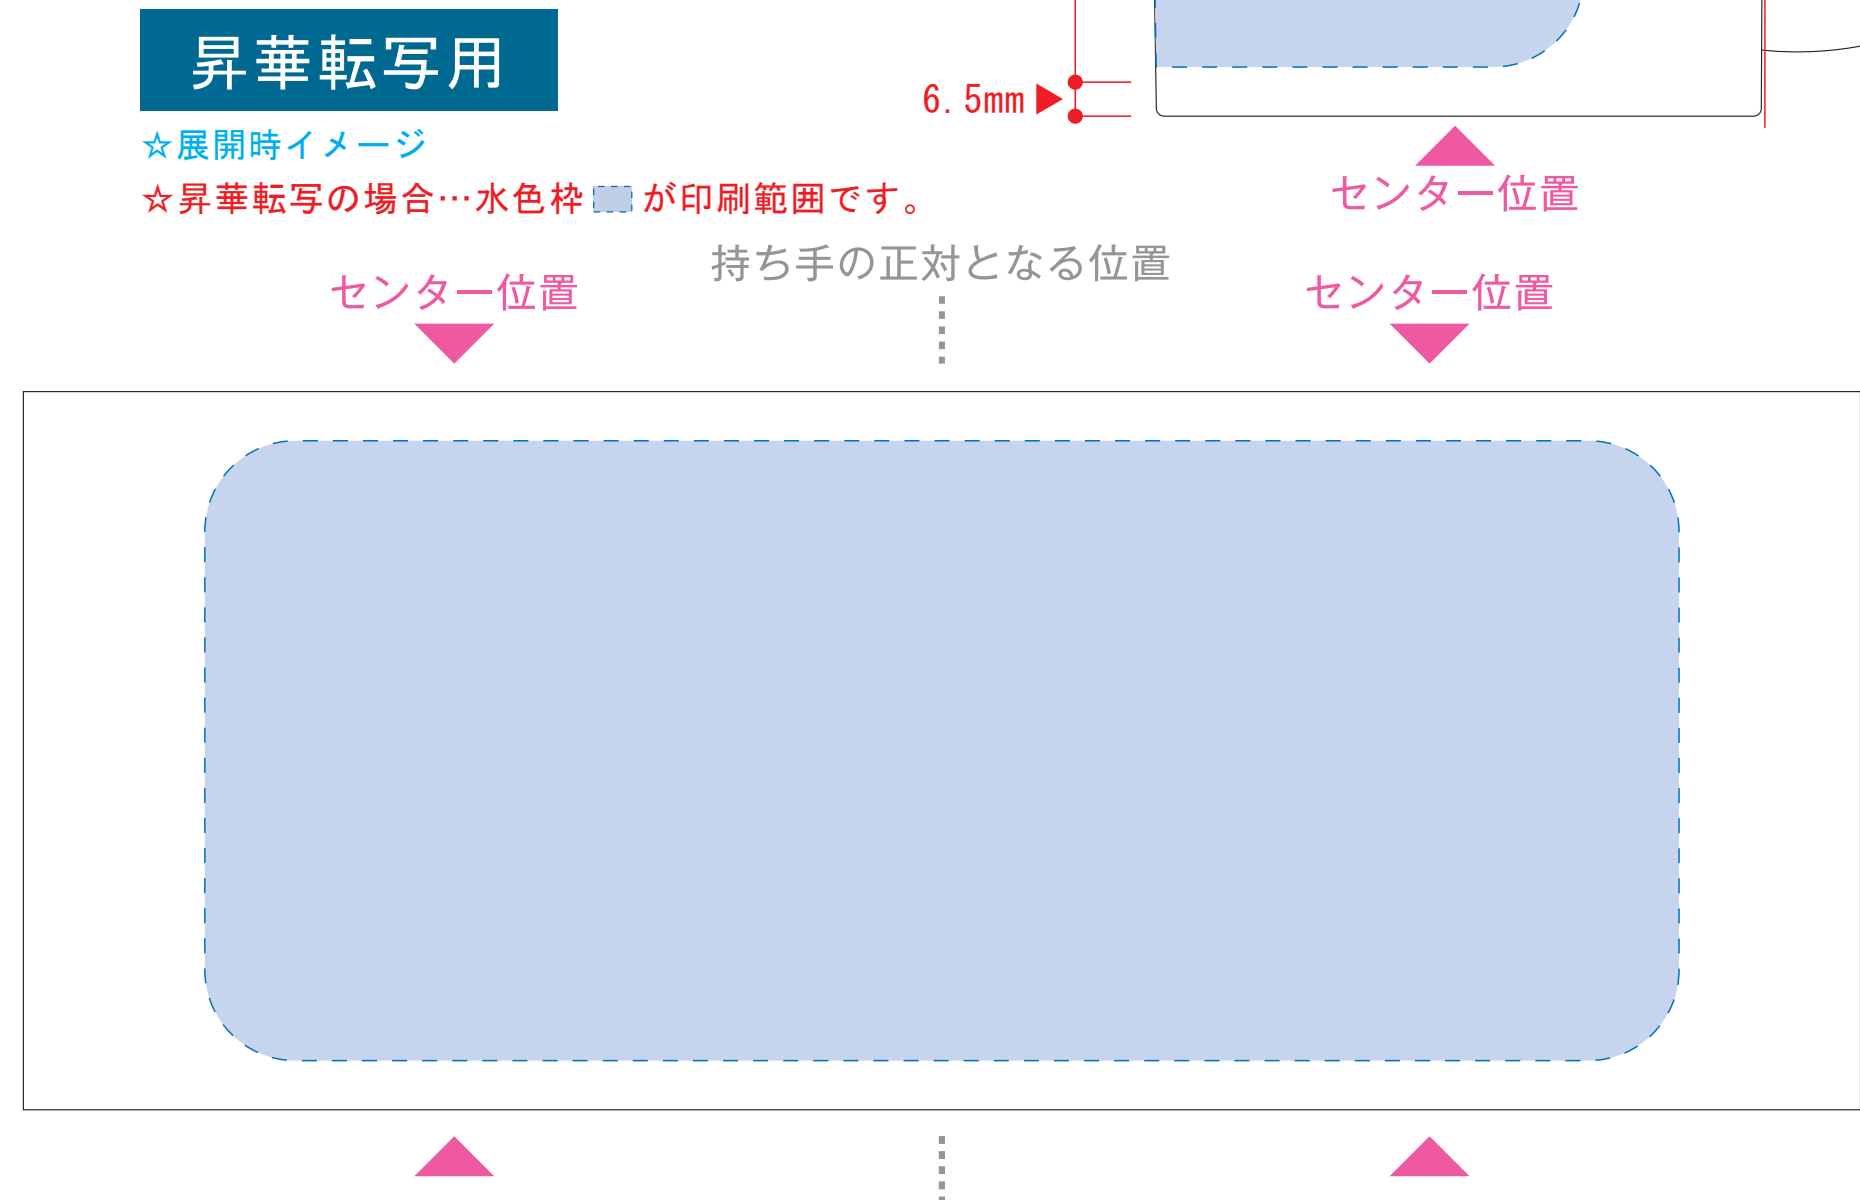 昇華転写用
6.5mm
☆展開時イメージ
☆昇華転写の場合…水色枠 が印刷範囲です。
センター位置
持ち手の正対となる位置
センター位置
センター位置